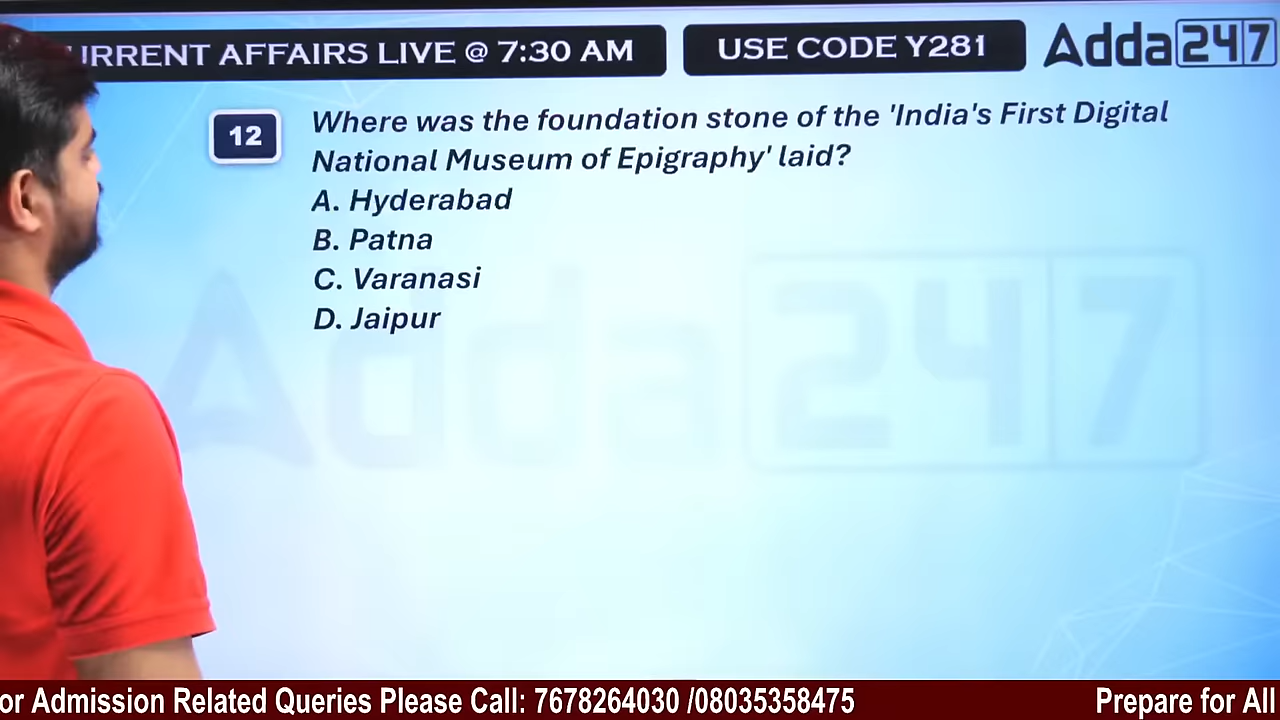 URRENT AFFAIRS LIVE @ 7:30 AM
USE CODE Y281
Adda247
12
Where was the foundation stone of the 'India's First Digital
National Museum of Epigraphy' laid?
A. Hyderabad
B. Patna
C. Varanasi
D. Jaipur
Adda247
or Admission Related Queries Please Call: 7678264030 /08035358475
Prepare for All